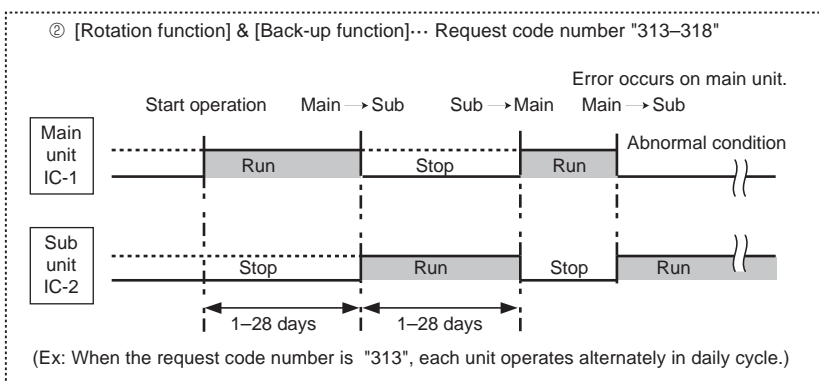 ② [Rotation function] & [Back-up function]··· Request code number "313–318"
Error occurs on main unit.
Start operation Main → Sub Sub → Main Main → Sub
Main
unit
IC-1
Run Stop Run Abnormal condition
Sub
unit
IC-2
Stop Run Stop Run
1–28 days 1–28 days
(Ex: When the request code number is "313", each unit operates alternately in daily cycle.)